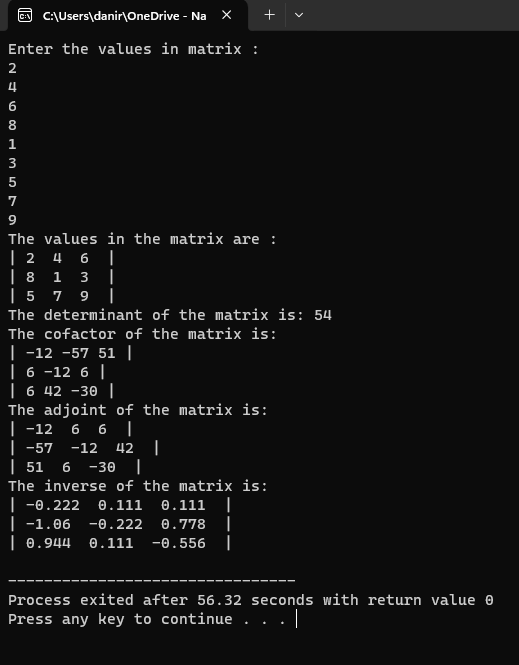 C:\Users\danir\OneDrive - Na
Enter the values in matrix :
2
4
6
8
1
3
5
7
9
The values in the matrix are :
| 2  4  6  |
| 8  1  3  |
| 5  7  9  |
The determinant of the matrix is: 54
The cofactor of the matrix is:
| -12 -57 51 |
| 6 -12 6 |
| 6 42 -30 |
The adjoint of the matrix is:
| -12  6  6  |
| -57  -12  42  |
| 51  6  -30  |
The inverse of the matrix is:
| -0.222  0.111  0.111  |
| -1.06  -0.222  0.778  |
| 0.944  0.111  -0.556  |
--------------------------------
Process exited after 56.32 seconds with return value 0
Press any key to continue . . .